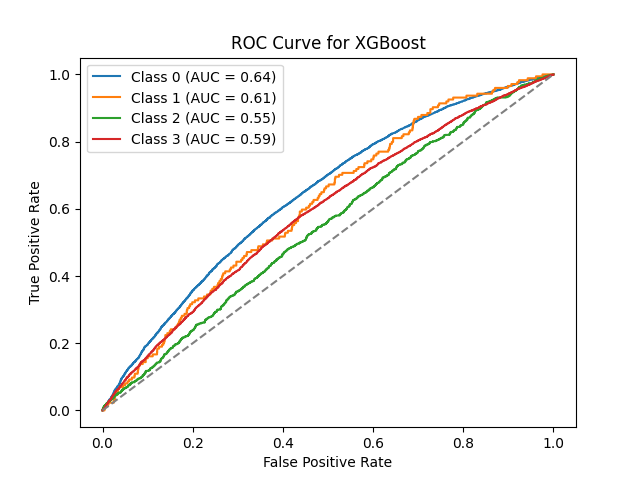 ROC Curve for XGBoost
Class 0 (AUC = 0.64)
Class 1 (AUC = 0.61)
Class 2 (AUC = 0.55)
Class 3 (AUC = 0.59)
True Positive Rate
1.0
0.8
0.6
0.4
0.2
0.0
0.0 0.2 0.4 0.6 0.8 1.0
False Positive Rate